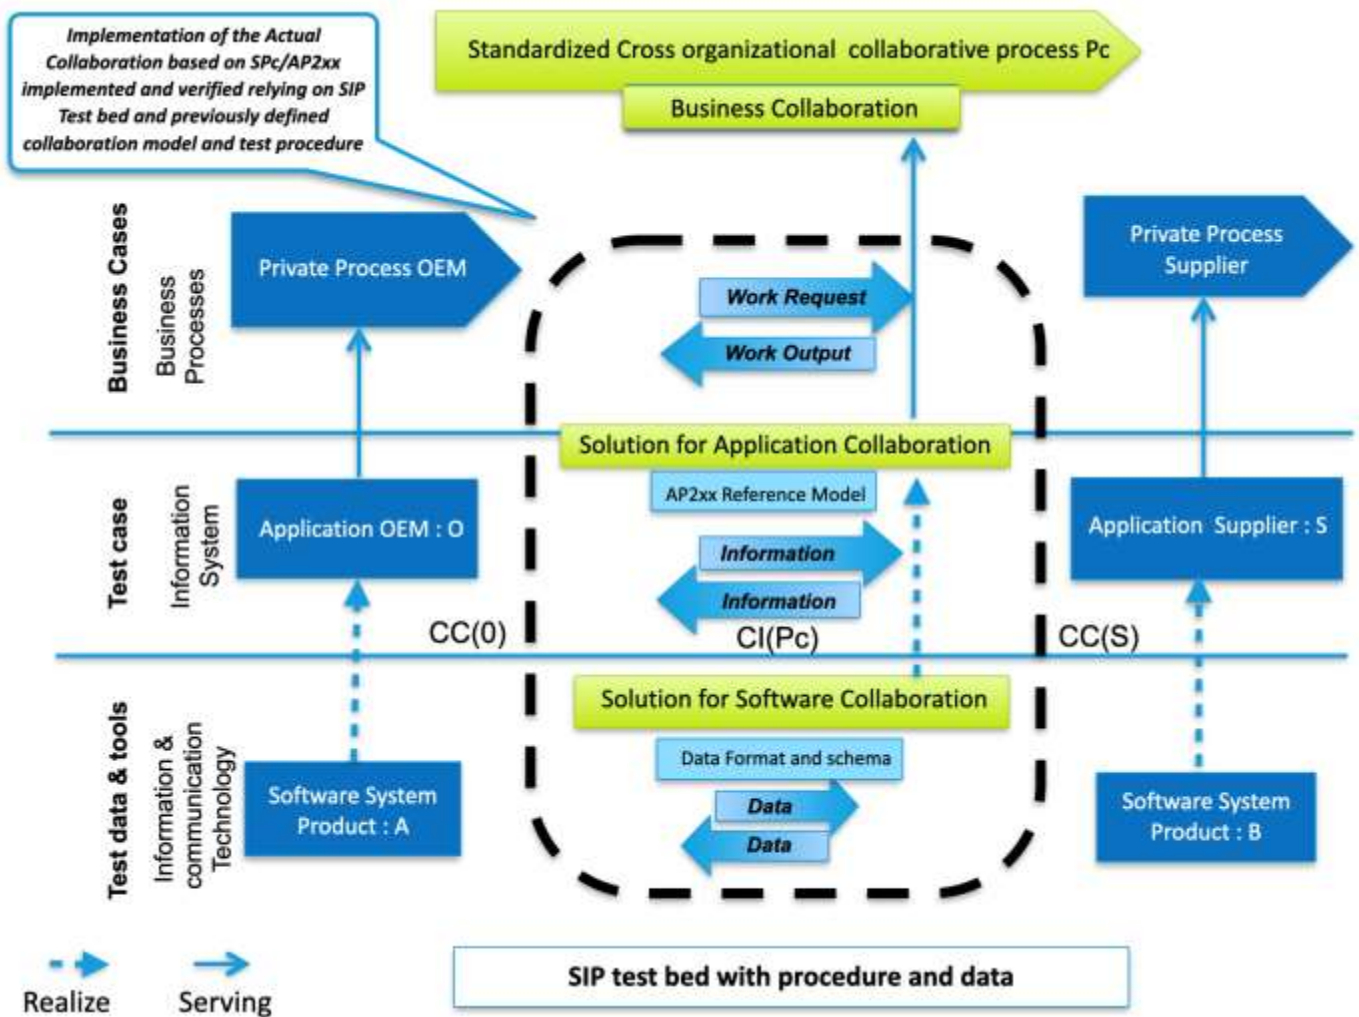 Implementation of the Actual
Collaboration based on SPc/AP2xx
implemented and verified relying on SIP
Test bed and previously defined
collaboration model and test procedure
Standardized Cross organizational collaborative process Pc
Business Collaboration
Business Cases
Business
Processes
Private Process OEM
Work Request
Work Output
Private Process
Supplier
Solution for Application Collaboration
AP2xx Reference Model
Test case
Information
System
Application OEM : O
Information
Information
Application Supplier : S
CC(0)
CI(Pc)
CC(S)
Solution for Software Collaboration
Data Format and schema
Test data & tools
Information &
communication
Technology
Software System
Product : A
Data
Data
Software System
Product : B
Realize
Serving
SIP test bed with procedure and data